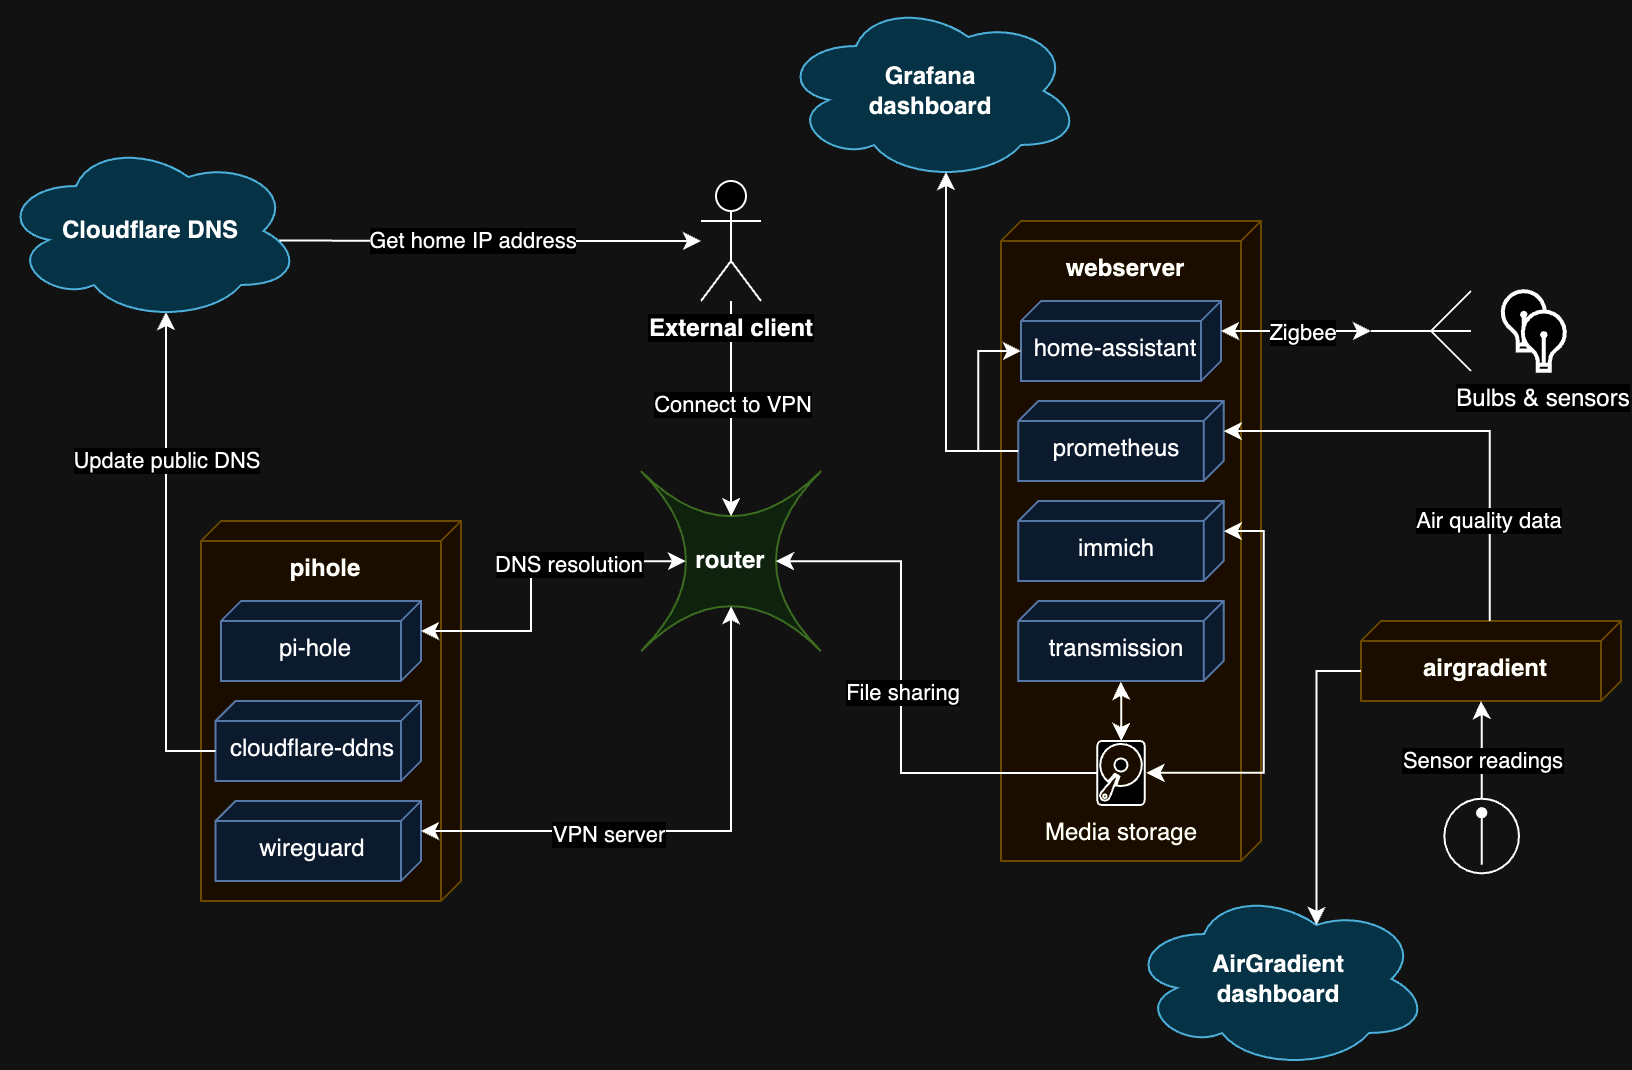 Grafana
dashboard
Cloudflare DNS
Get home IP address
External client
webserver
home-assistant
Zigbee
Bulbs & sensors
Connect to VPN
prometheus
Update public DNS
Air quality data
immich
router
DNS resolution
pihole
pi-hole
transmission
airgradient
File sharing
cloudflare-ddns
Sensor readings
Media storage
VPN server
wireguard
AirGradient
dashboard